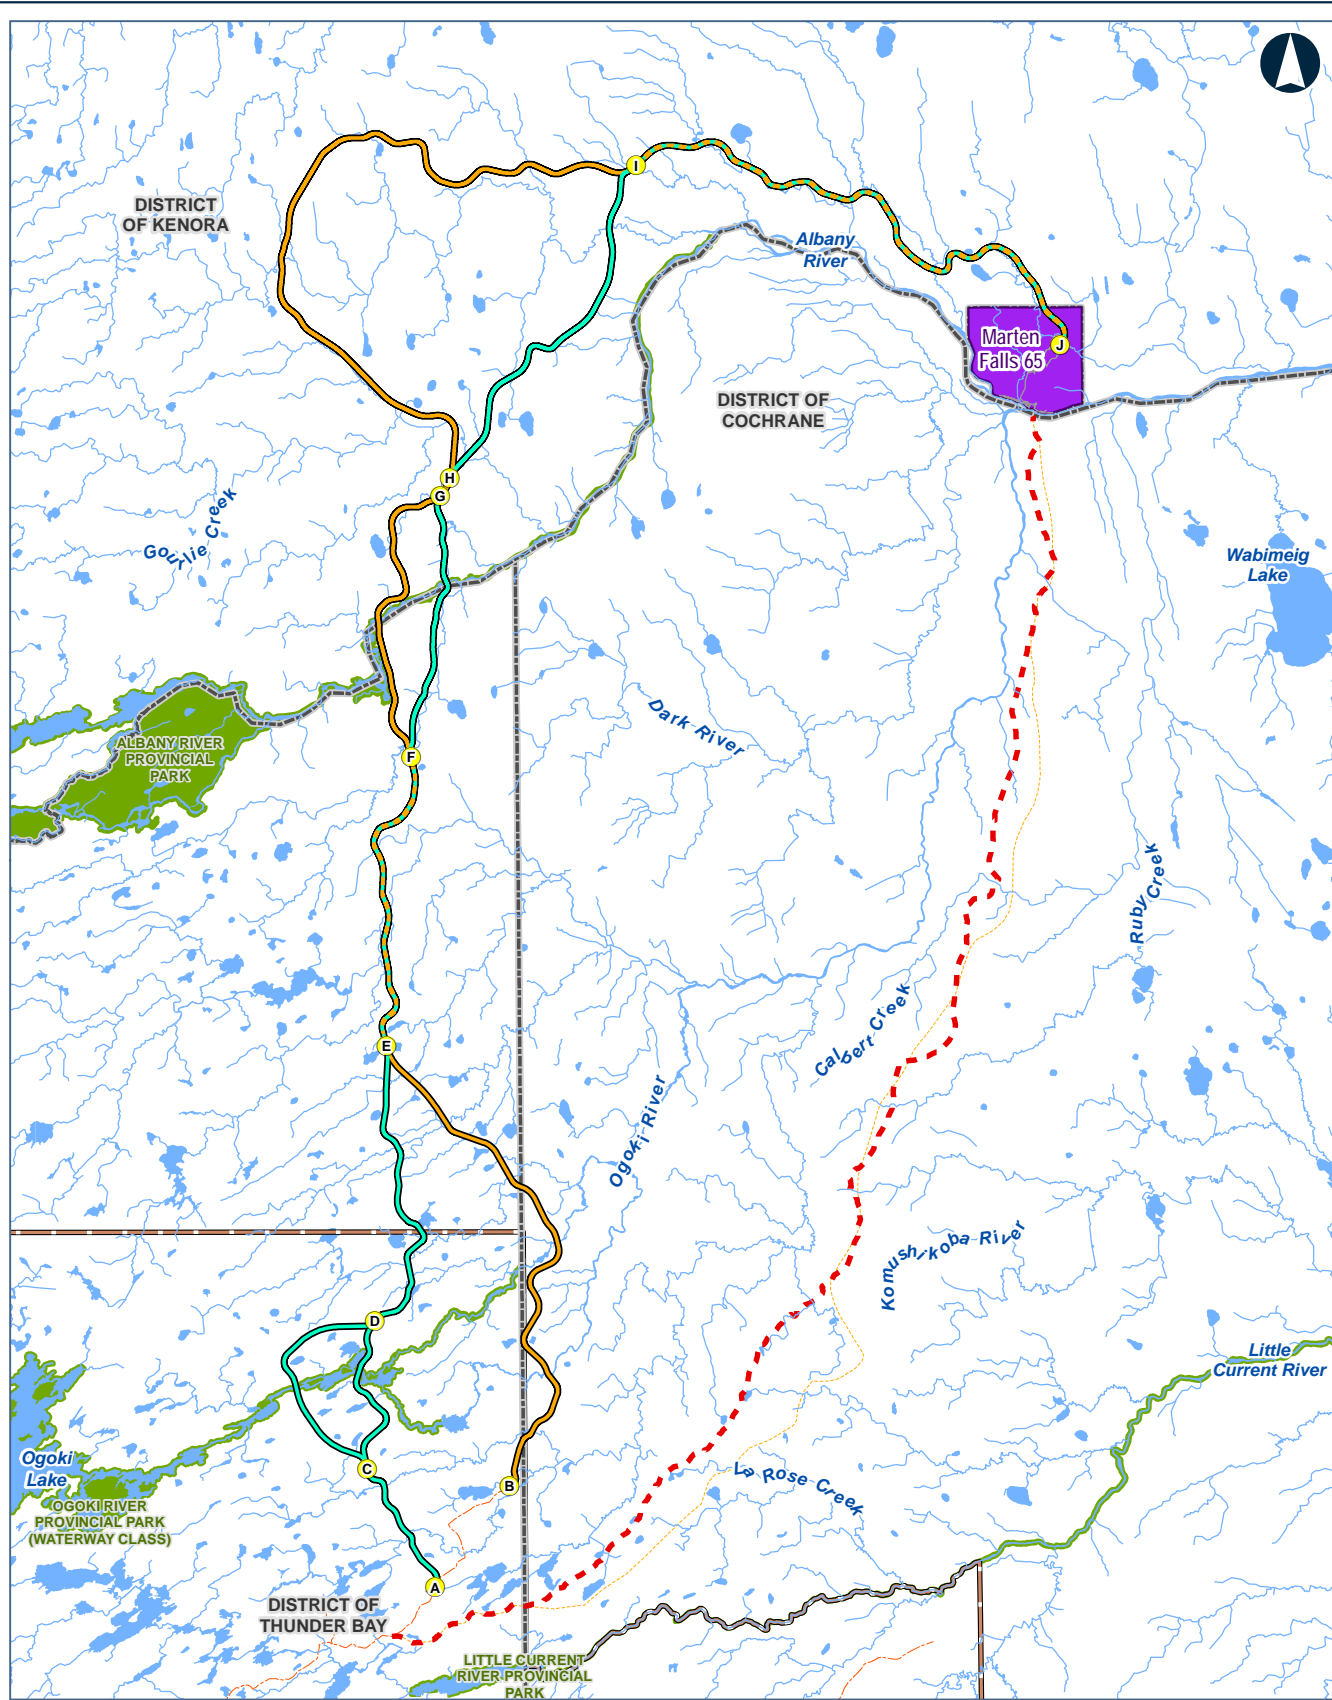 I
DISTRICT
OF KENORA
Albany
River
Marten
Falls 65
J
DISTRICT OF
COCHRANE
H
G
Gourlie Creek
Wabimeig
Lake
Dark River
ALBANY RIVER
PROVINCIAL
PARK
F
Ruby Creek
Calbert Creek
E
Ogoki River
Komushikoba River
D
Little
Current River
Ogoki
Lake
C
B
La Rose Creek
OGOKI RIVER
PROVINCIAL PARK
(WATERWAY CLASS)
A
DISTRICT OF
THUNDER BAY
LITTLE CURRENT
RIVER PROVINCIAL
PARK